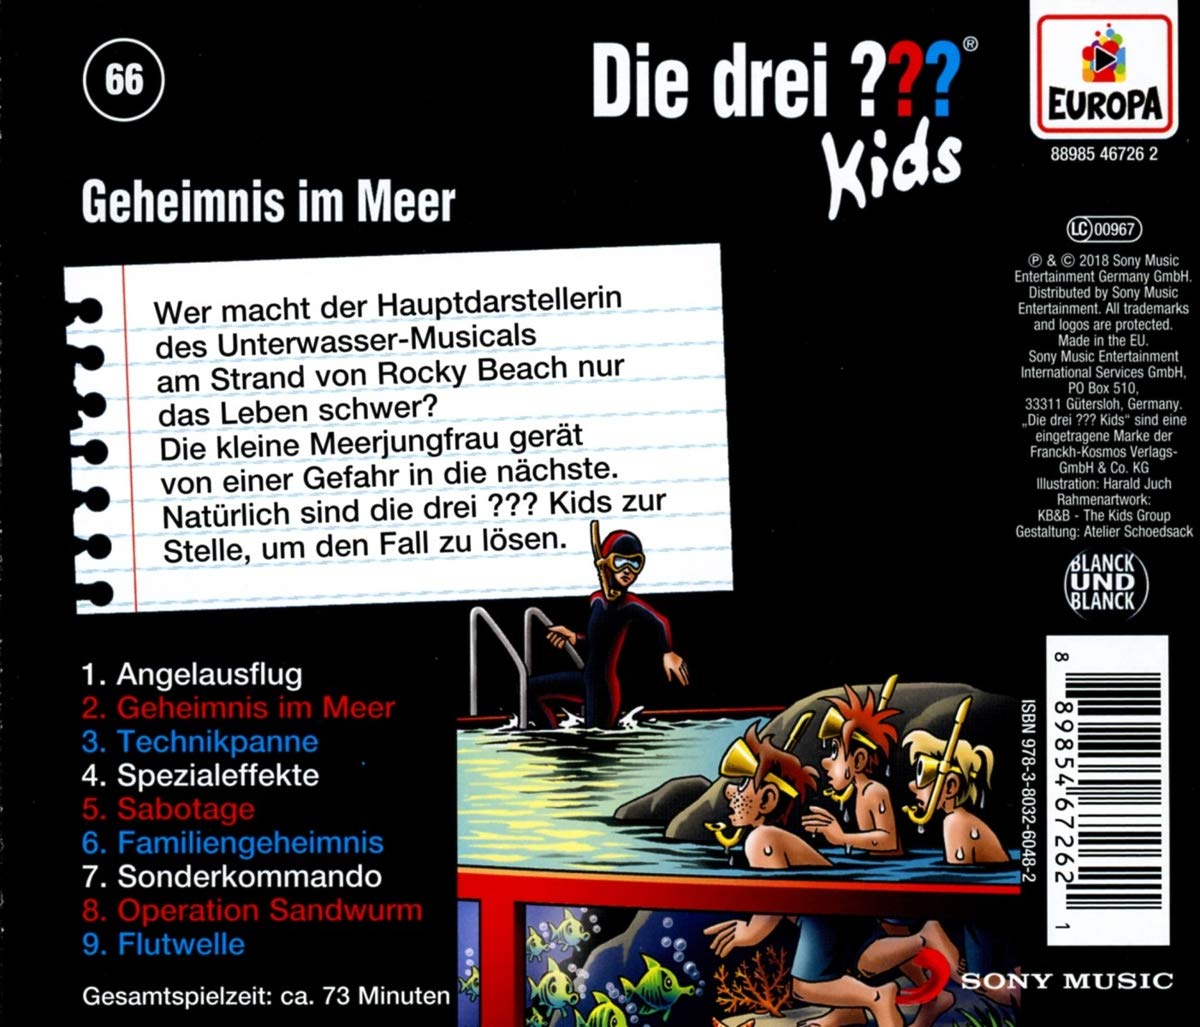 66
Die drei ???®
Kids
EUROPA
88985 46726 2
Geheimnis im Meer
LC 00967
℗ & © 2018 Sony Music
Entertainment Germany GmbH.
Distributed by Sony Music
Entertainment. All trademarks
and logos are protected.
Made in the EU.
Sony Music Entertainment
International Services GmbH,
PO Box 510,
33311 Gütersloh, Germany.
„Die drei ??? Kids“ sind eine
eingetragene Marke der
Franckh-Kosmos Verlags-
GmbH & Co. KG
Illustration: Harald Juch
Rahmenartwork:
KB&B - The Kids Group
Gestaltung: Atelier Schoedsack
BLANCK
UND
BLANCK
Wer macht der Hauptdarstellerin
des Unterwasser-Musicals
am Strand von Rocky Beach nur
das Leben schwer?
Die kleine Meerjungfrau gerät
von einer Gefahr in die nächste.
Natürlich sind die drei ??? Kids zur
Stelle, um den Fall zu lösen.
1. Angelausflug
2. Geheimnis im Meer
3. Technikpanne
4. Spezialeffekte
5. Sabotage
6. Familiengeheimnis
7. Sonderkommando
8. Operation Sandwurm
9. Flutwelle
Gesamtspielzeit: ca. 73 Minuten
ISBN 978-3-8032-6048-2
8 89854 67262 1
SONY MUSIC